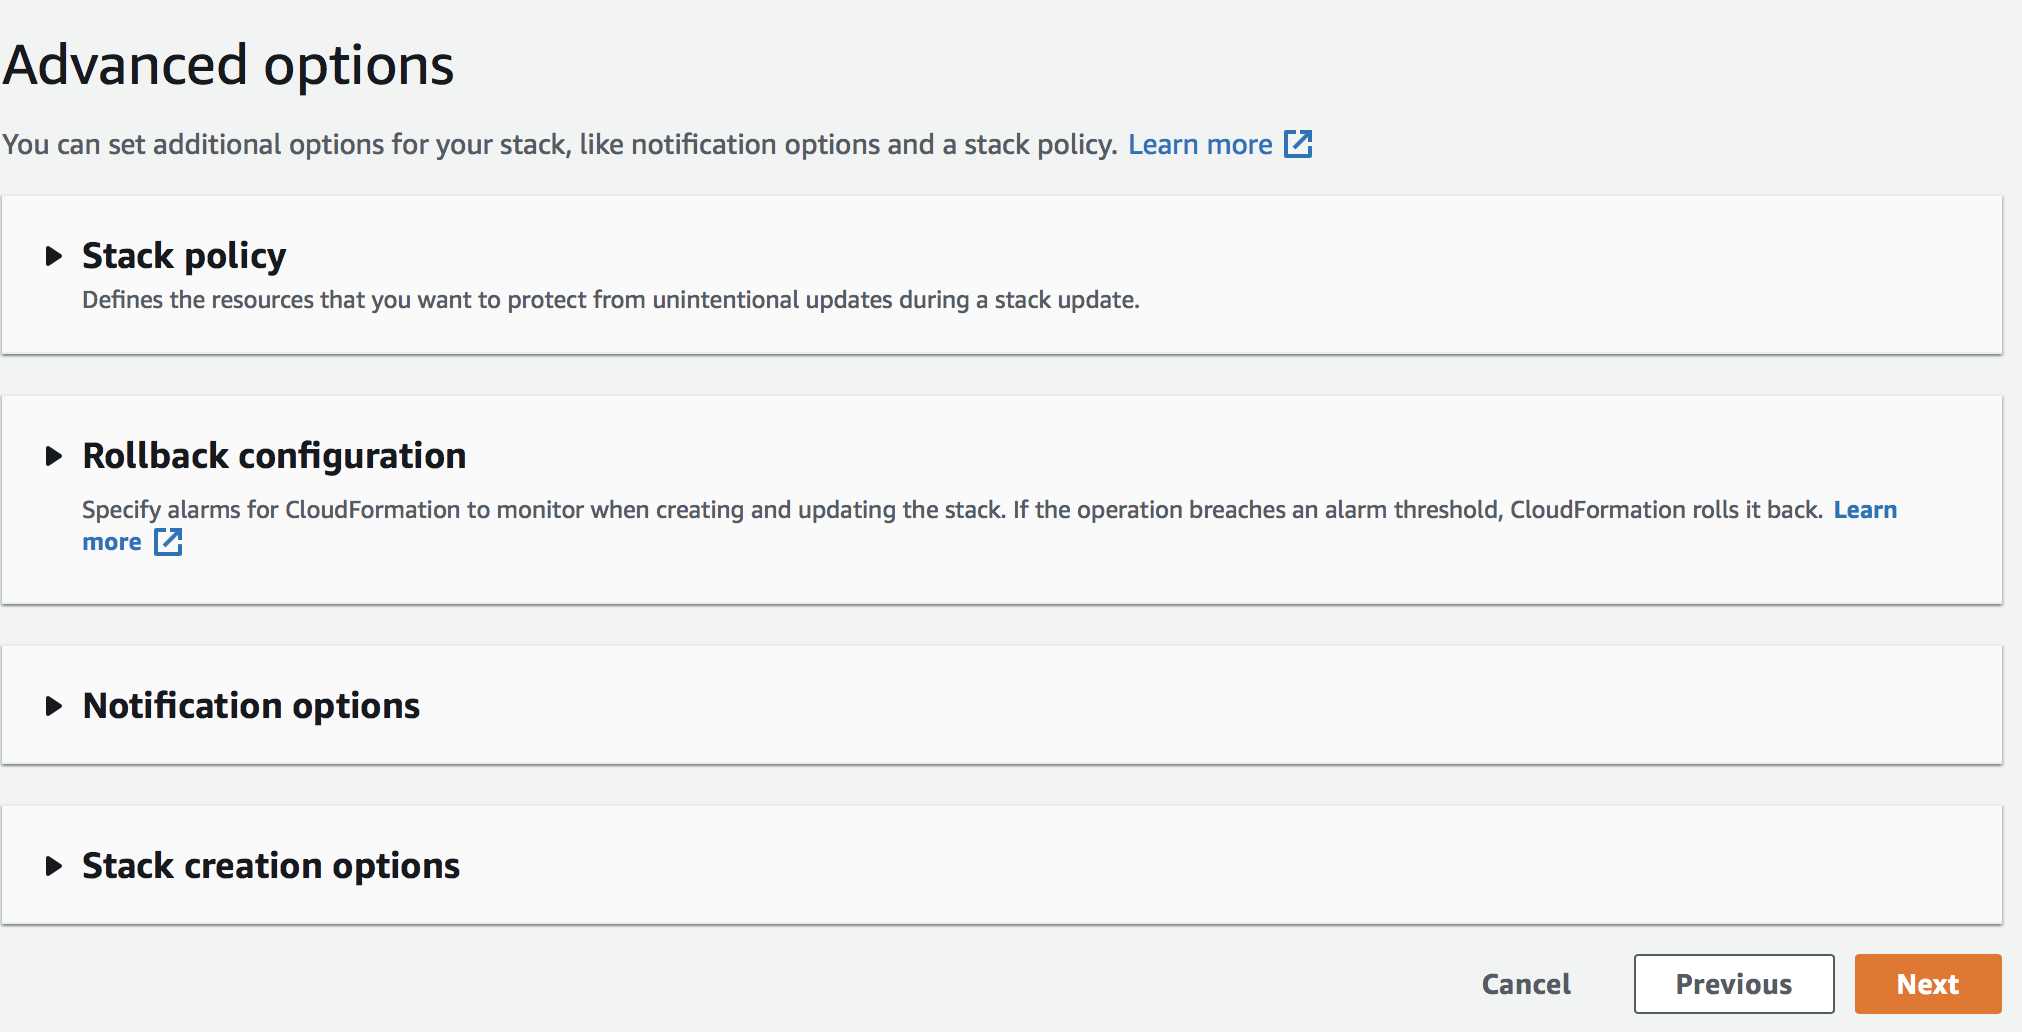 Advanced options
You can set additional options for your stack, like notification options and a stack policy. Learn more
Stack policy
Defines the resources that you want to protect from unintentional updates during a stack update.
Rollback configuration
Specify alarms for CloudFormation to monitor when creating and updating the stack. If the operation breaches an alarm threshold, CloudFormation rolls it back. Learn
more
Notification options
Stack creation options
Cancel Previous Next